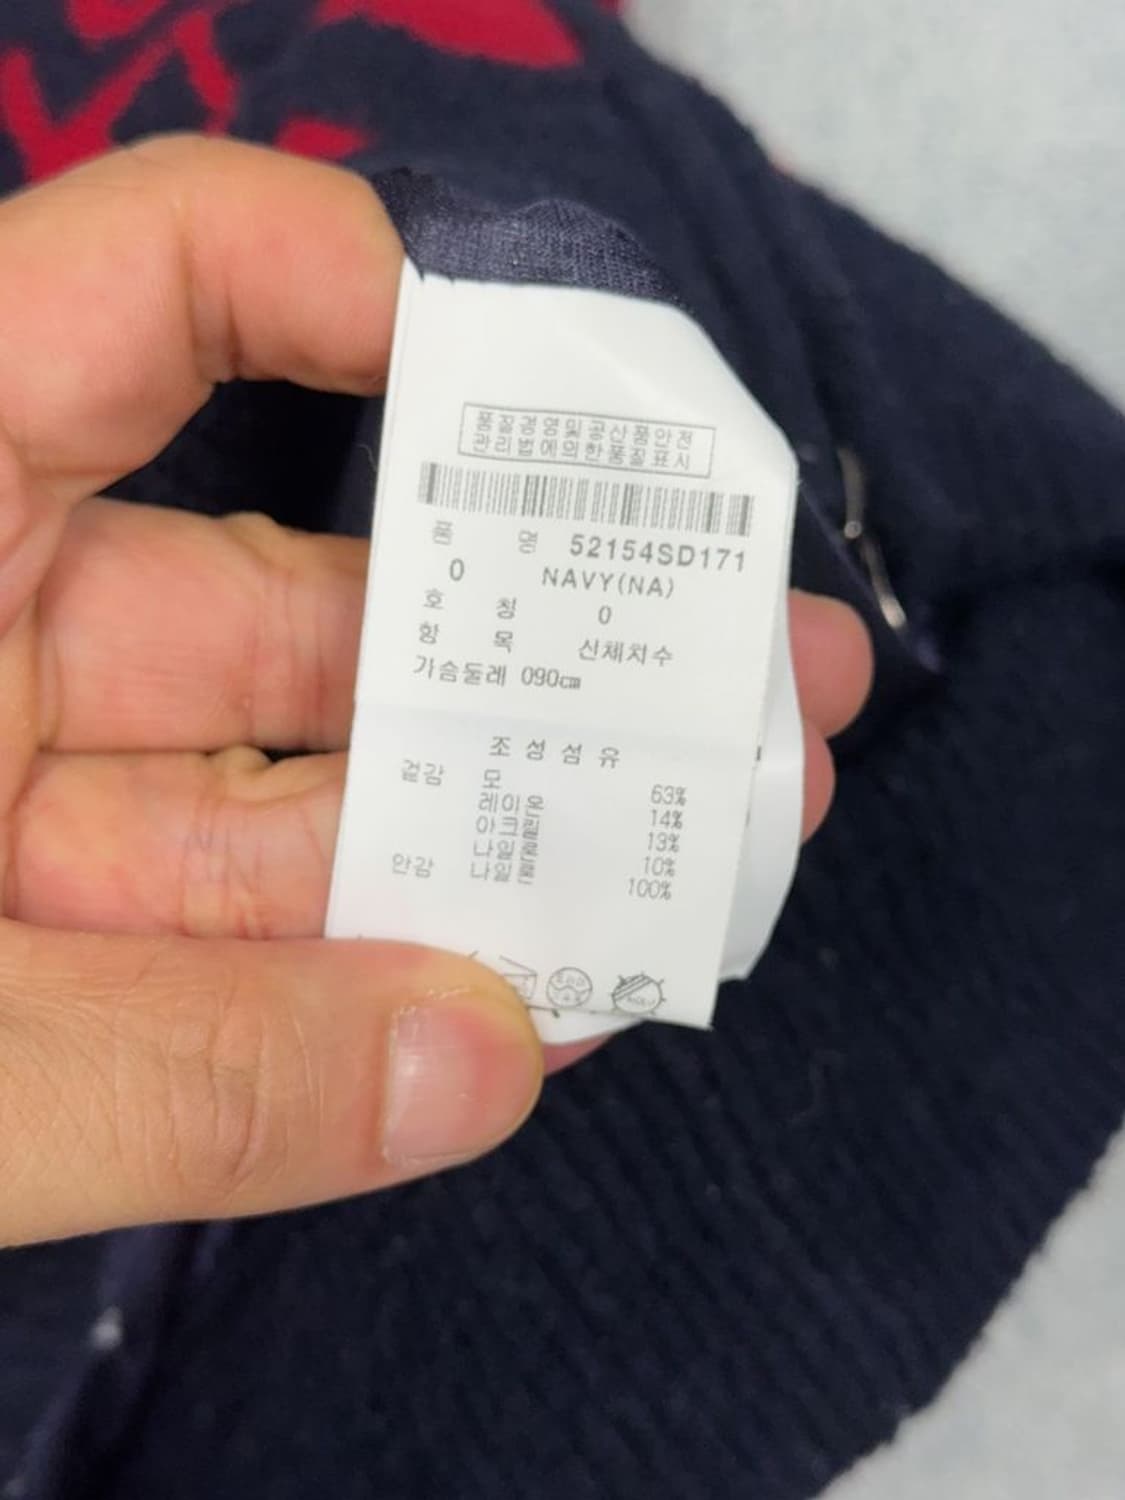 품질경영및공산품안전
관리법에의한품질표시
품 명 52154SD171
0 NAVY(NA)
호 칭 0
항 목 신체치수
가슴둘레 090cm
조성섬유
겉감 모 63%
레이온 14%
아크릴 13%
나일론 10%
안감 나일론 100%